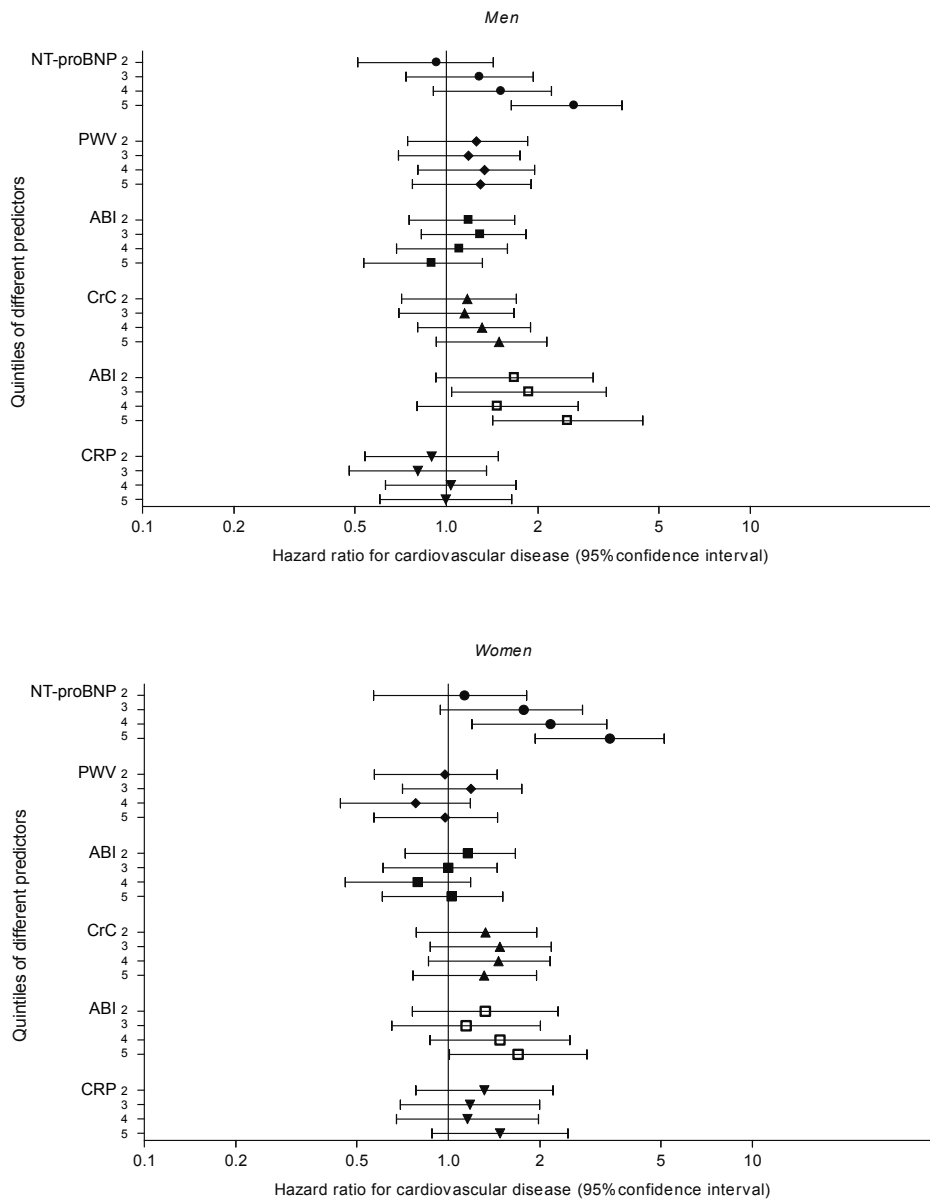 Men
NT-proBNP 2
3
4
5
PWV 2
3
4
5
ABI 2
3
4
5
CrC 2
3
4
5
ABI 2
3
4
5
CRP 2
3
4
5
Quintiles of different predictors
0.1 0.2 0.5 1.0 2 5 10
Hazard ratio for cardiovascular disease (95% confidence interval)
Women
NT-proBNP 2
3
4
5
PWV 2
3
4
5
ABI 2
3
4
5
CrC 2
3
4
5
ABI 2
3
4
5
CRP 2
3
4
5
Quintiles of different predictors
0.1 0.2 0.5 1.0 2 5 10
Hazard ratio for cardiovascular disease (95% confidence interval)